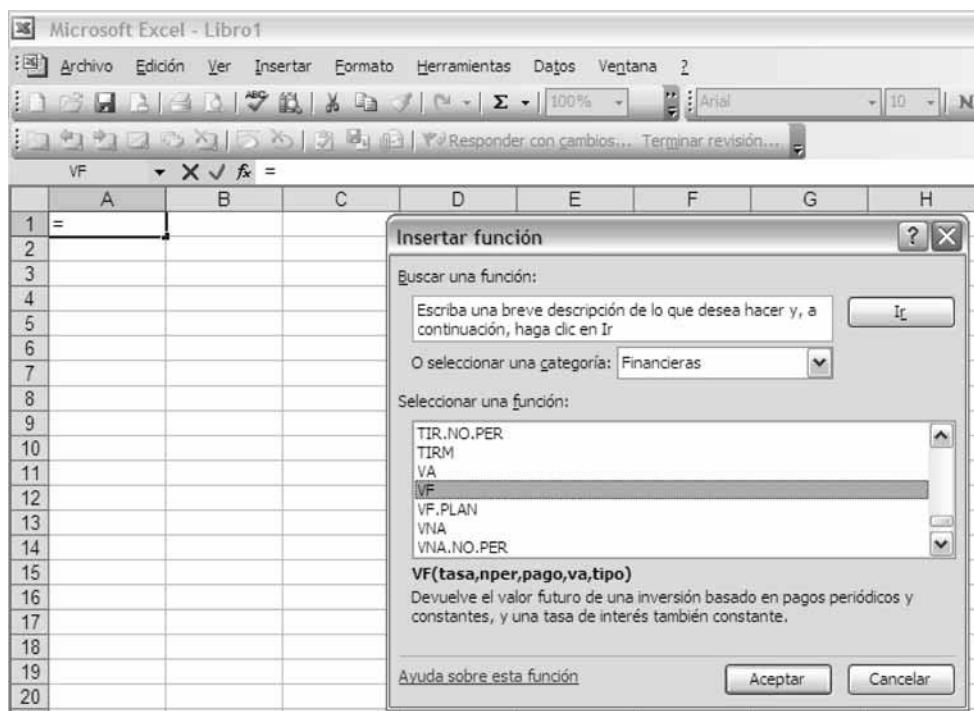 Microsoft Excel - Libro1
Archivo Edición Ver Insertar Formato Herramientas Datos Ventana ?
ABC Σ 100% Arial 10 N
Responder con cambios... Terminar revisión...
VF fx =
A B C D E F G H
1 =
2
3
4
5
6
7
8
9
10
11
12
13
14
15
16
17
18
19
20
Insertar función
?
Buscar una función:
Escriba una breve descripción de lo que desea hacer y, a
continuación, haga clic en Ir
Ir
O seleccionar una categoría: Financieras
Seleccionar una función:
TIR.NO.PER
TIRM
VA
VF
VF.PLAN
VNA
VNA.NO.PER
VF(tasa,nper,pago,va,tipo)
Devuelve el valor futuro de una inversión basado en pagos periódicos y
constantes, y una tasa de interés también constante.
Ayuda sobre esta función
Aceptar Cancelar